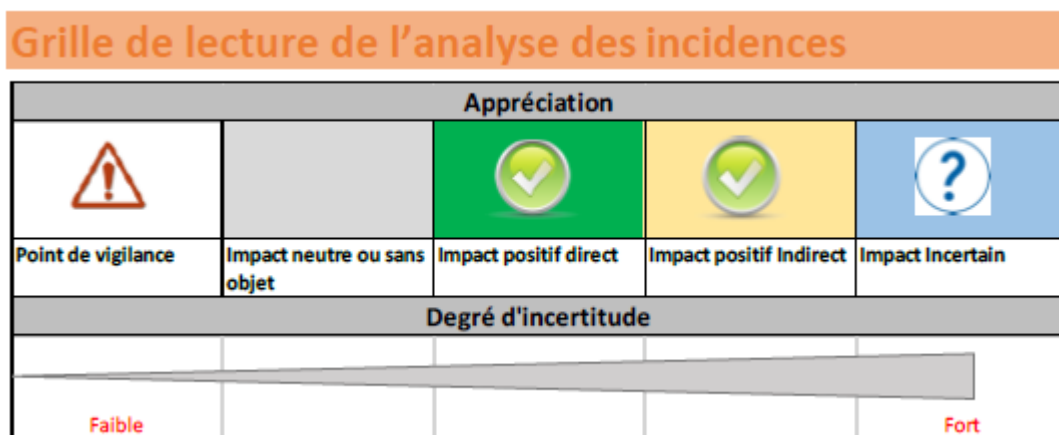 Grille de lecture de l’analyse des incidences
Appréciation
Point de vigilance
Impact neutre ou sans
objet
Impact positif direct
Impact positif Indirect
Impact Incertain
Degré d'incertitude
Faible
Fort